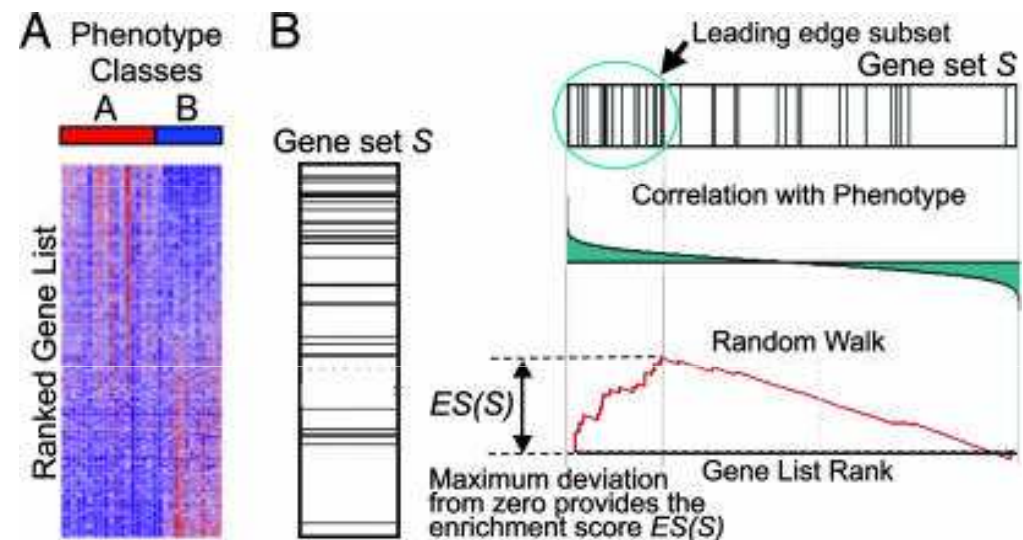 A
Phenotype
Classes
A
B
Ranked Gene List
B
Gene set S
Leading edge subset
Gene set S
Correlation with Phenotype
Random Walk
ES(S)
Gene List Rank
Maximum deviation
from zero provides the
enrichment score ES(S)